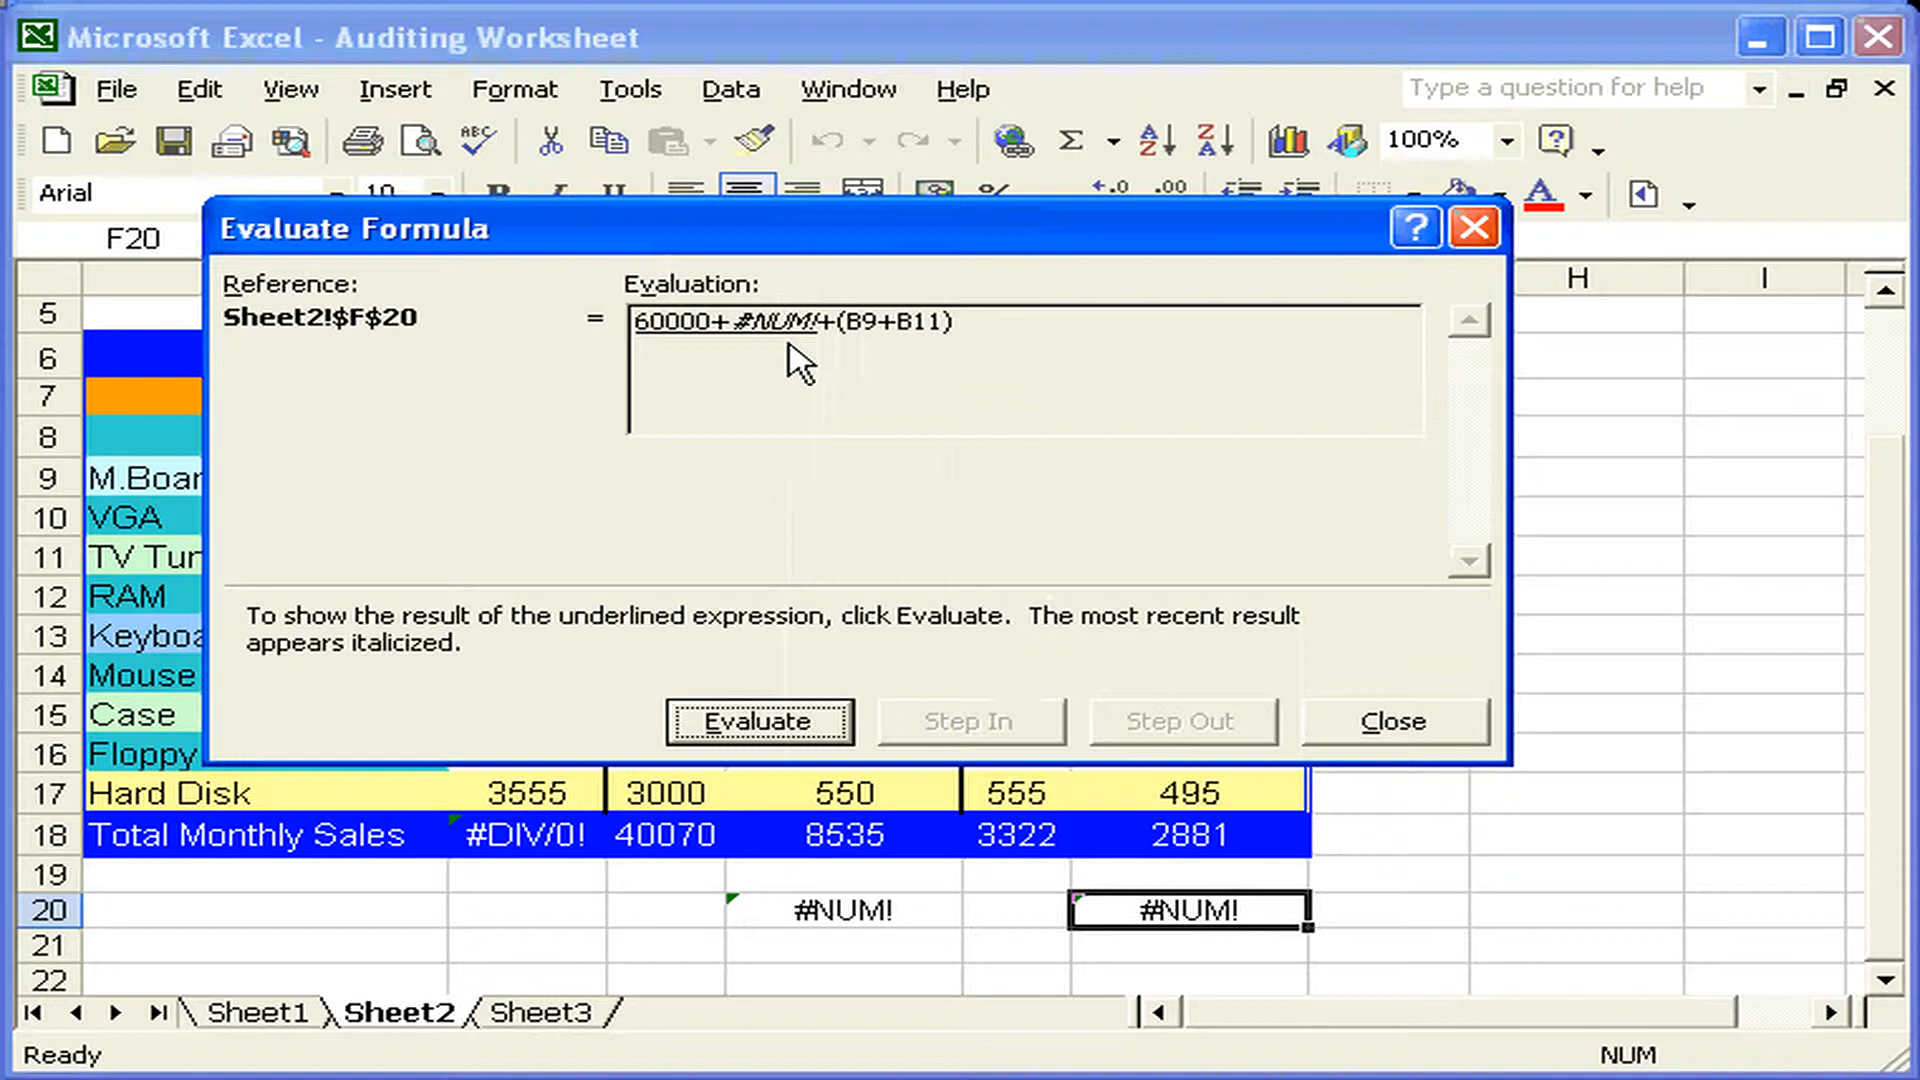 Microsoft Excel - Auditing Worksheet
File Edit View Insert Format Tools Data Window Help Type a question for help
100%
Arial 10
F20
Evaluate Formula
Reference: Evaluation:
Sheet2!$F$20 = 60000+#NUM!+(B9+B11)
H I
5
6
7
8
9 M.Boar
10 VGA
11 TV Tur
12 RAM
13 Keyboa
14 Mouse
15 Case
16 Floppy
To show the result of the underlined expression, click Evaluate. The most recent result
appears italicized.
Evaluate Step In Step Out Close
17 Hard Disk 3555 3000 550 555 495
18 Total Monthly Sales #DIV/0! 40070 8535 3322 2881
19
20 #NUM! #NUM!
21
22
Sheet1 Sheet2 Sheet3
Ready NUM